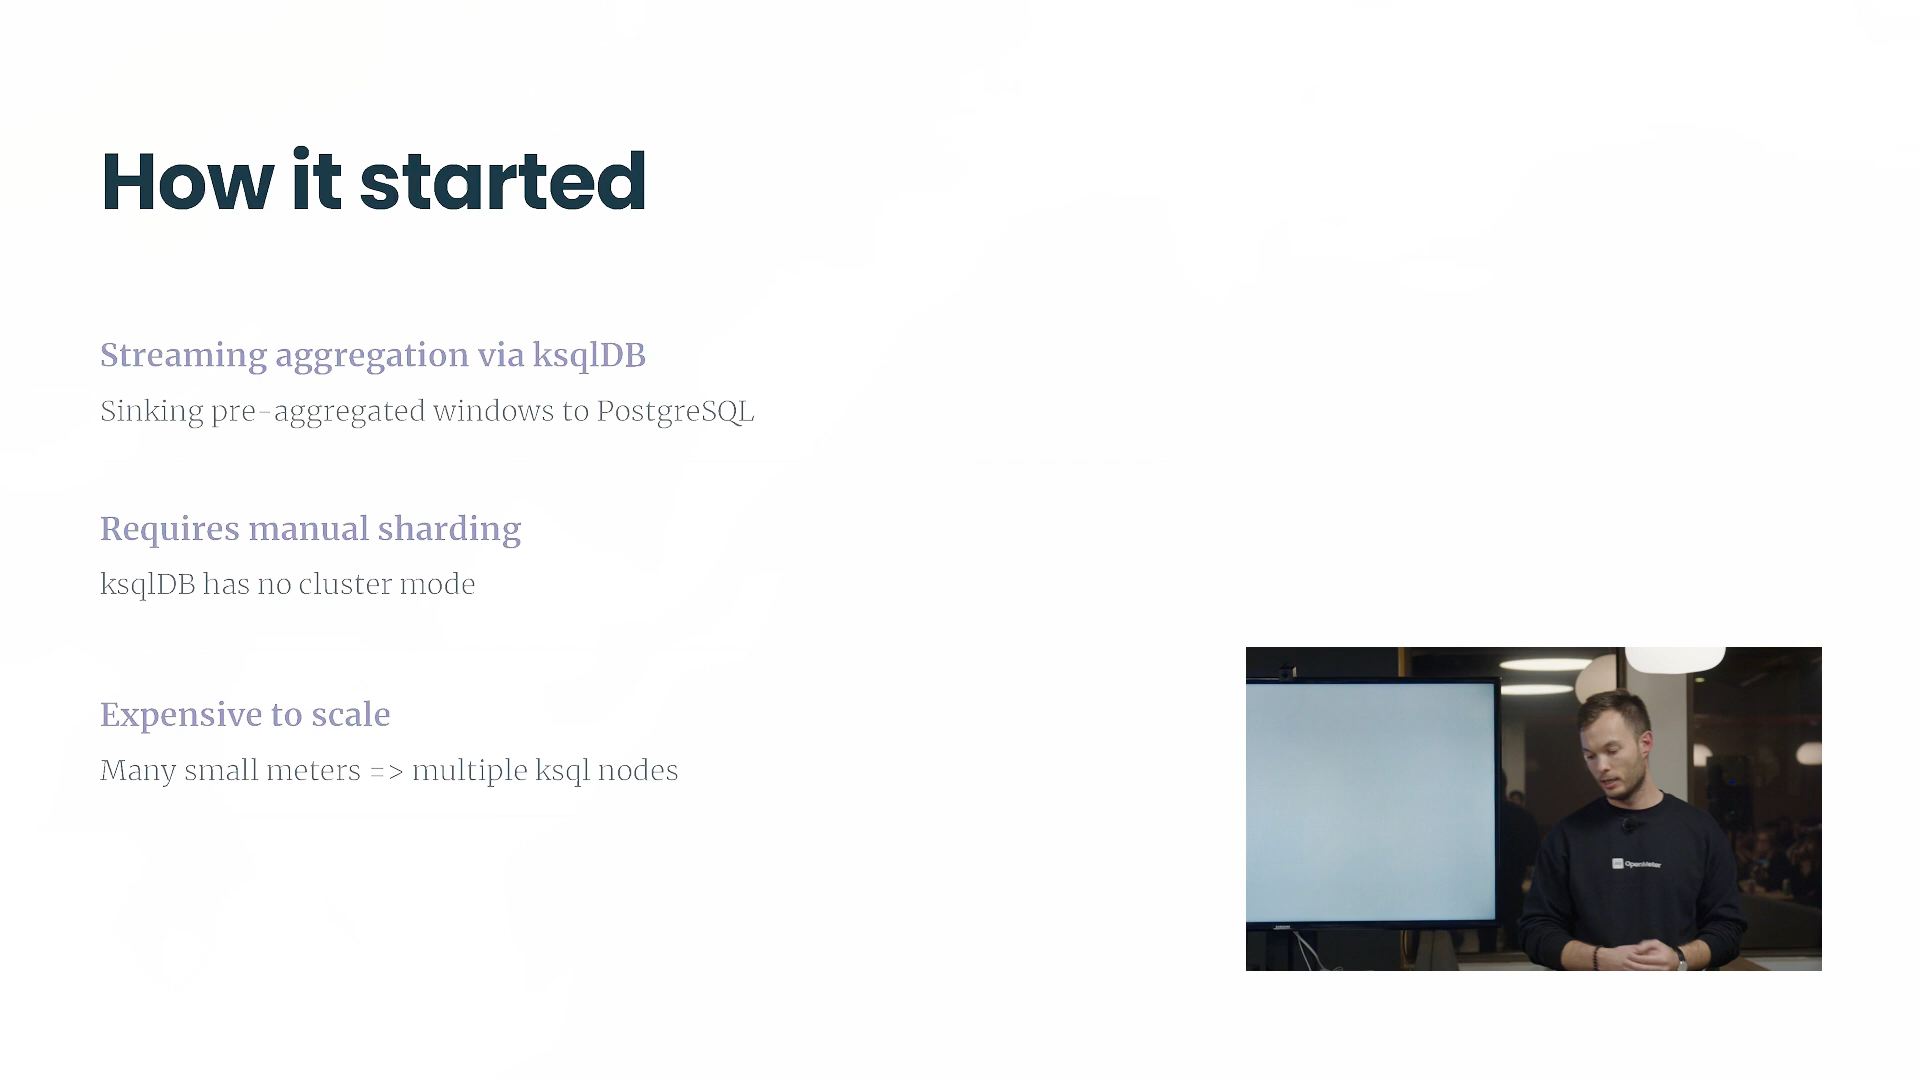 How it started
Streaming aggregation via ksqlDB
Sinking pre-aggregated windows to PostgreSQL
Requires manual sharding
ksqlDB has no cluster mode
Expensive to scale
Many small meters => multiple ksql nodes
OpenMeter